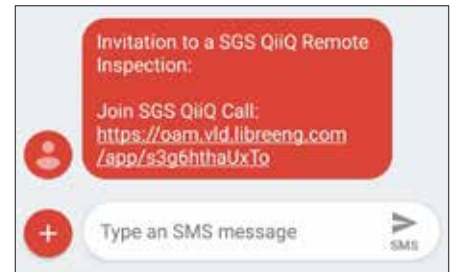 Invitation to a SGS QiiQ Remote
Inspection:
Join SGS QiiQ Call:
https://oam.vld.libreeng.com
/app/s3g6hthaUxTo
Type an SMS message
SMS